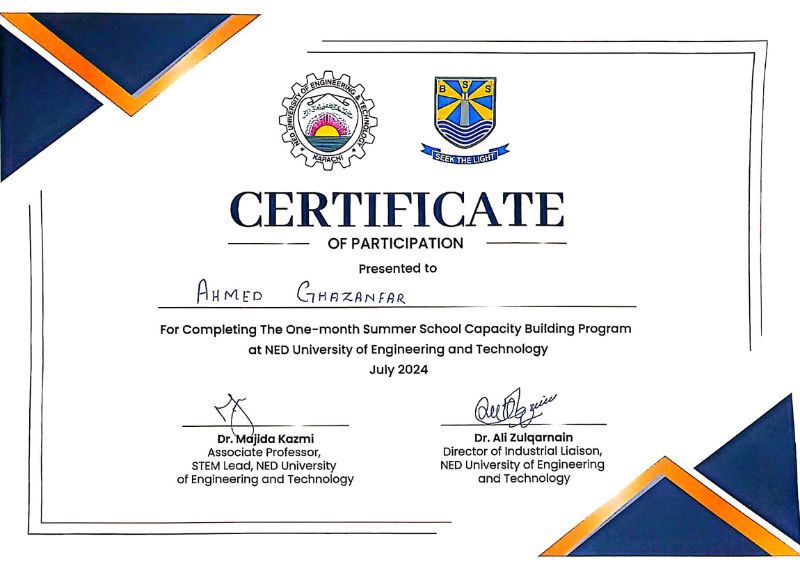 NED UNIVERSITY OF ENGINEERING & TECHNOLOGY
KARACHI
B S S
SEEK THE LIGHT
CERTIFICATE
OF PARTICIPATION
Presented to
AHMED GHAZANFAR
For Completing The One-month Summer School Capacity Building Program
at NED University of Engineering and Technology
July 2024
Dr. Majida Kazmi
Associate Professor,
STEM Lead, NED University
of Engineering and Technology
Dr. Ali Zulqarnain
Director of Industrial Liaison,
NED University of Engineering
and Technology